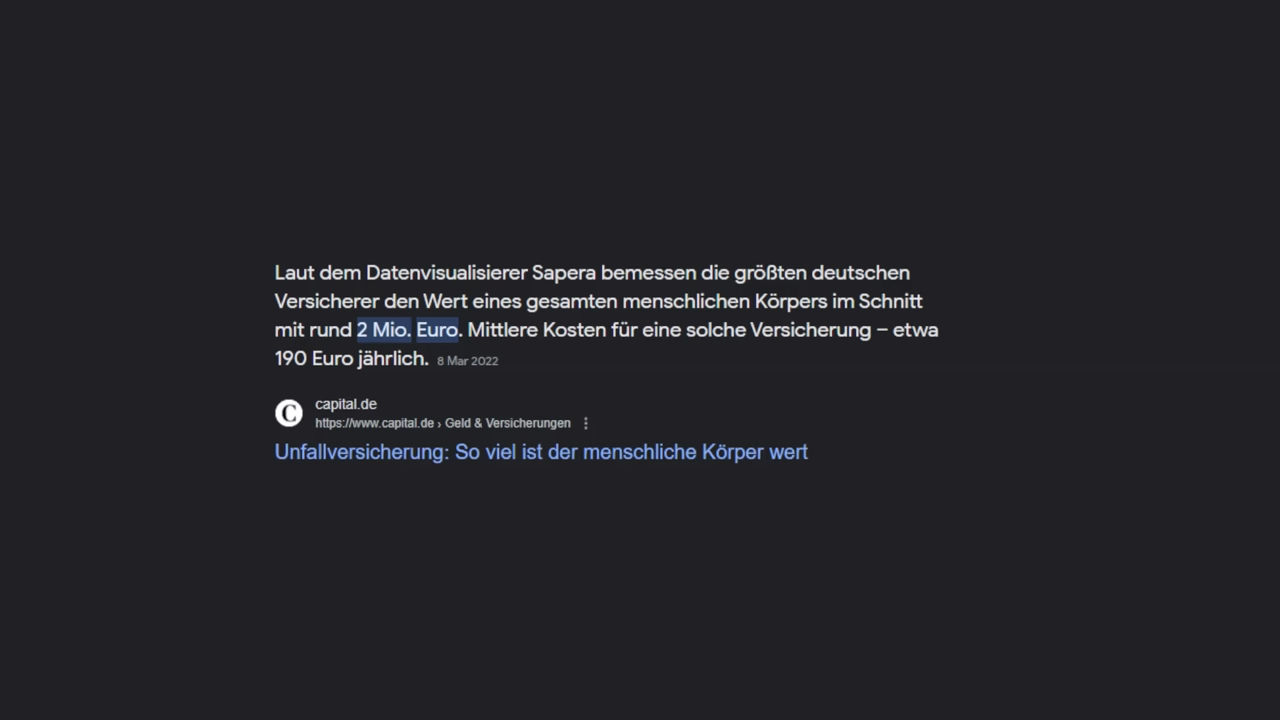 Laut dem Datenvisualisierer Sapera bemessen die größten deutschen
Versicherer den Wert eines gesamten menschlichen Körpers im Schnitt
mit rund 2 Mio. Euro. Mittlere Kosten für eine solche Versicherung – etwa
190 Euro jährlich. 8 Mar 2022
C
capital.de
https://www.capital.de › Geld & Versicherungen
Unfallversicherung: So viel ist der menschliche Körper wert